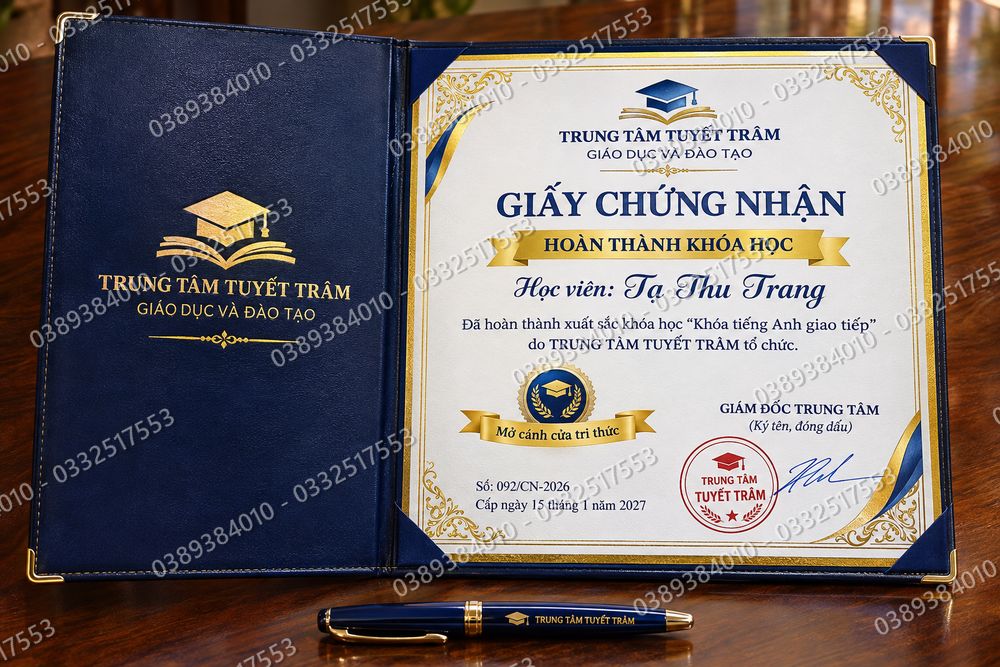 TRUNG TÂM TUYẾT TRÂM
GIÁO DỤC VÀ ĐÀO TẠO
TRUNG TÂM TUYẾT TRÂM
GIÁO DỤC VÀ ĐÀO TẠO
GIẤY CHỨNG NHẬN
HOÀN THÀNH KHÓA HỌC
Học viên: Tạ Thu Trang
Đã hoàn thành xuất sắc khóa học “Khóa tiếng Anh giao tiếp”
do TRUNG TÂM TUYẾT TRÂM tổ chức.
Mở cánh cửa tri thức
GIÁM ĐỐC TRUNG TÂM
(Ký tên, đóng dấu)
TRUNG TÂM
TUYẾT TRÂM
Số: 092/CN-2026
Cấp ngày 15 tháng 1 năm 2027
TRUNG TÂM TUYẾT TRÂM
0389384010 - 0332517553